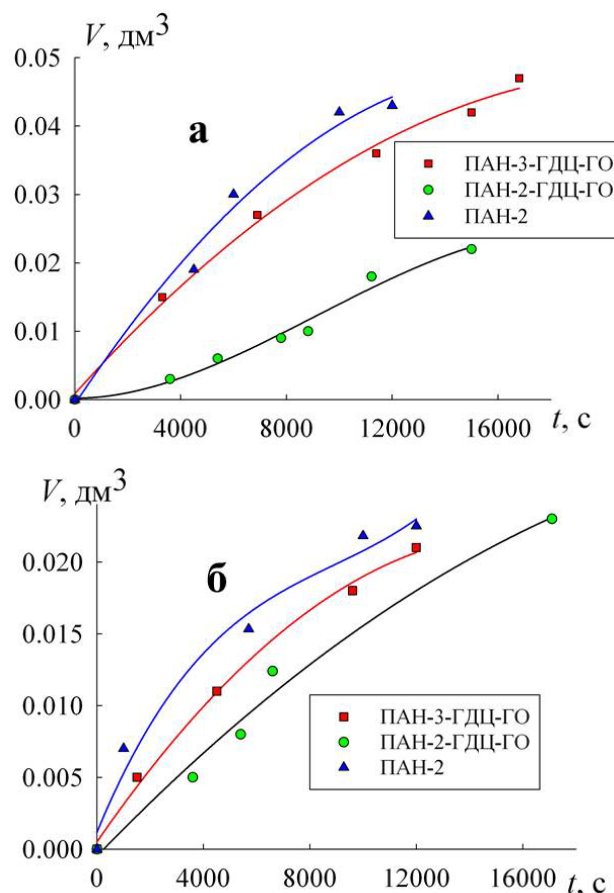 V, дм³
0.05
0.04
0.03
0.02
0.01
0.00
а
ПАН-3-ГДЦ-ГО
ПАН-2-ГДЦ-ГО
ПАН-2
0 4000 8000 12000 16000 t, с
V, дм³
0.020
0.015
0.010
0.005
0.000
б
ПАН-3-ГДЦ-ГО
ПАН-2-ГДЦ-ГО
ПАН-2
0 4000 8000 12000 16000 t, с